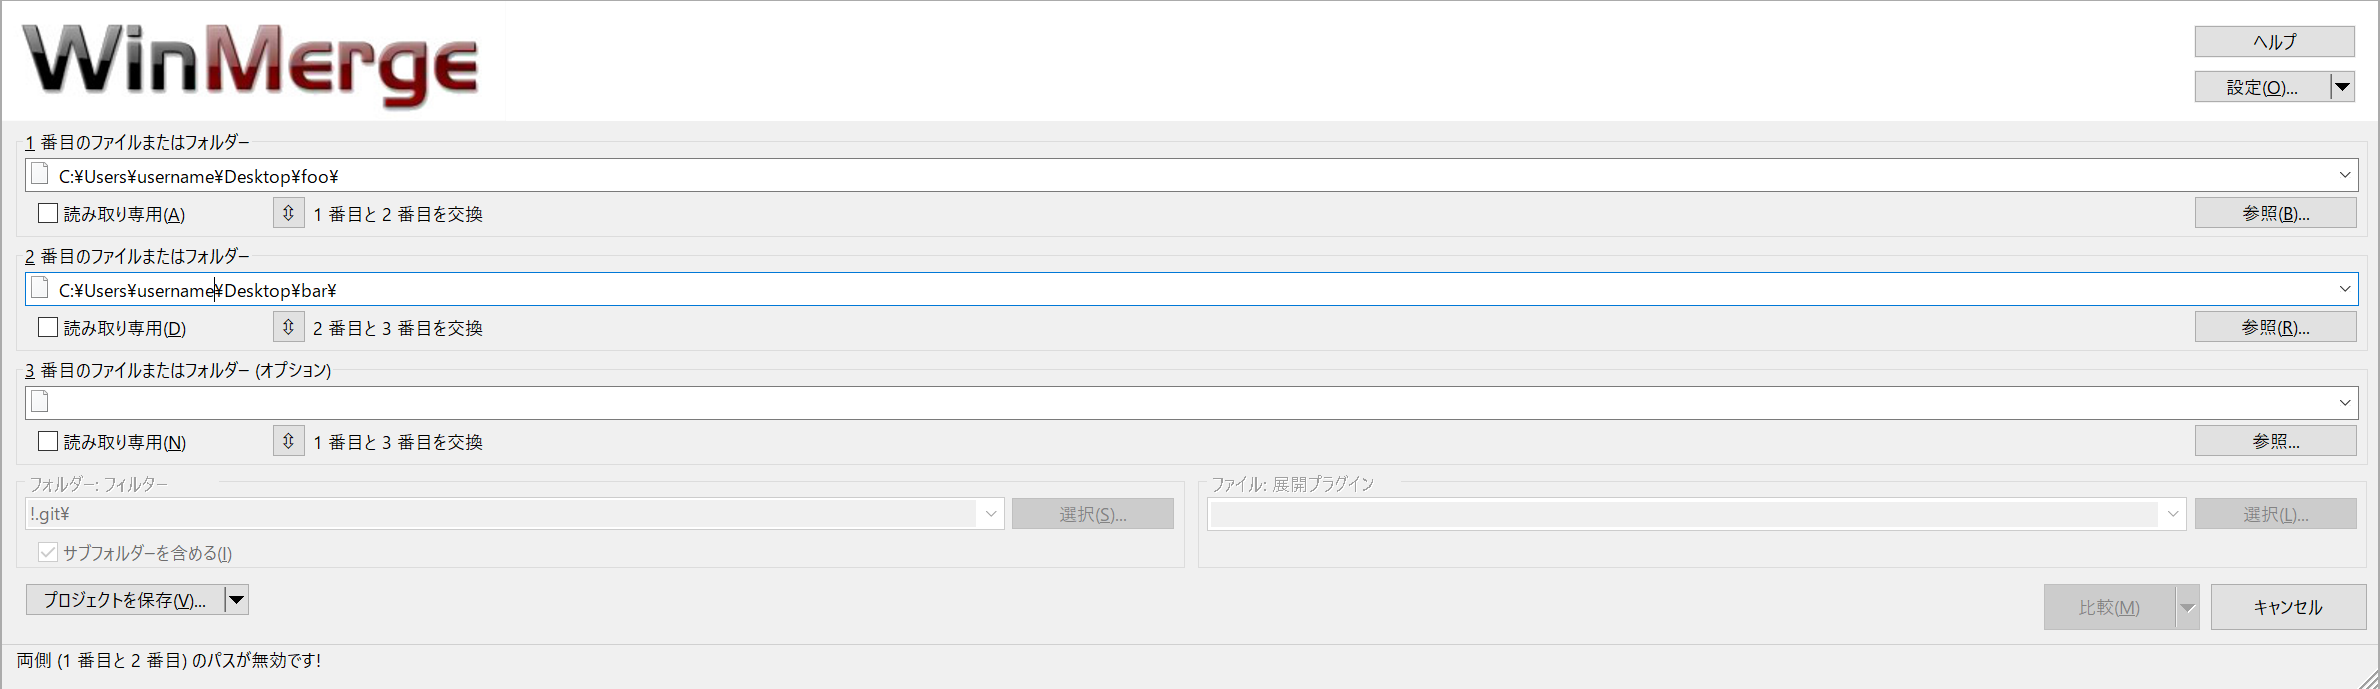 WinMerge
ヘルプ
設定(O)...
1 番目のファイルまたはフォルダー
C:¥Users¥username¥Desktop¥foo¥
読み取り専用(A)
1 番目と 2 番目を交換
参照(B)...
2 番目のファイルまたはフォルダー
C:¥Users¥username¥Desktop¥bar¥
読み取り専用(D)
2 番目と 3 番目を交換
参照(R)...
3 番目のファイルまたはフォルダー (オプション)
読み取り専用(N)
1 番目と 3 番目を交換
参照...
フォルダー: フィルター
!.git¥
選択(S)...
サブフォルダーを含める(I)
ファイル: 展開プラグイン
選択(L)...
プロジェクトを保存(V)...
比較(M)
キャンセル
両側 (1 番目と 2 番目) のパスが無効です!